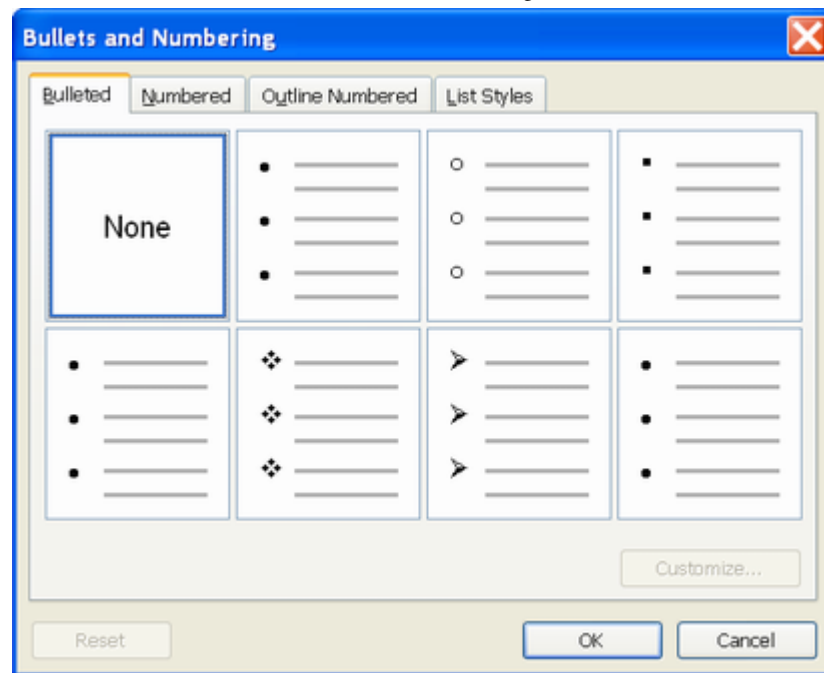 Bullets and Numbering
Bulleted Numbered Outline Numbered List Styles
None
Customize...
Reset OK Cancel